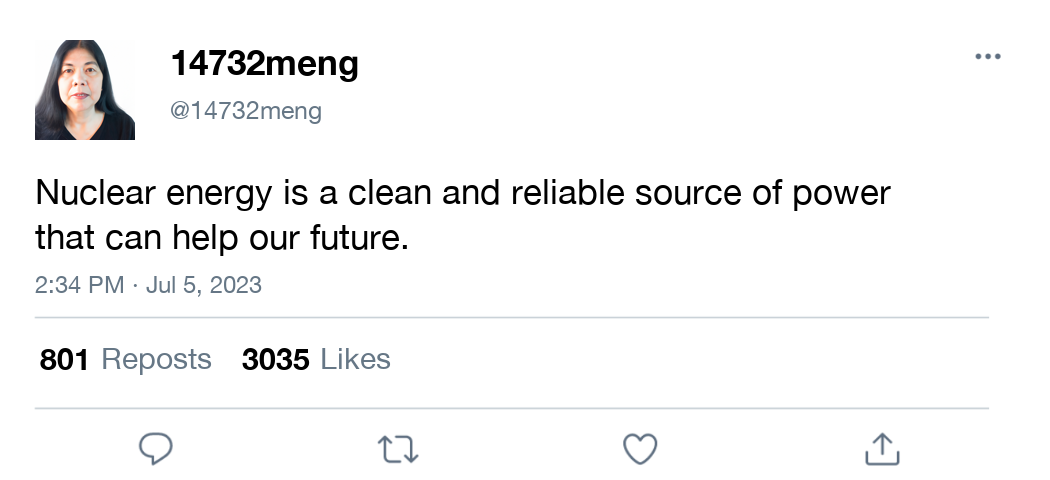 14732meng
@14732meng
Nuclear energy is a clean and reliable source of power
that can help our future.
2:34 PM · Jul 5, 2023
801 Reposts 3035 Likes